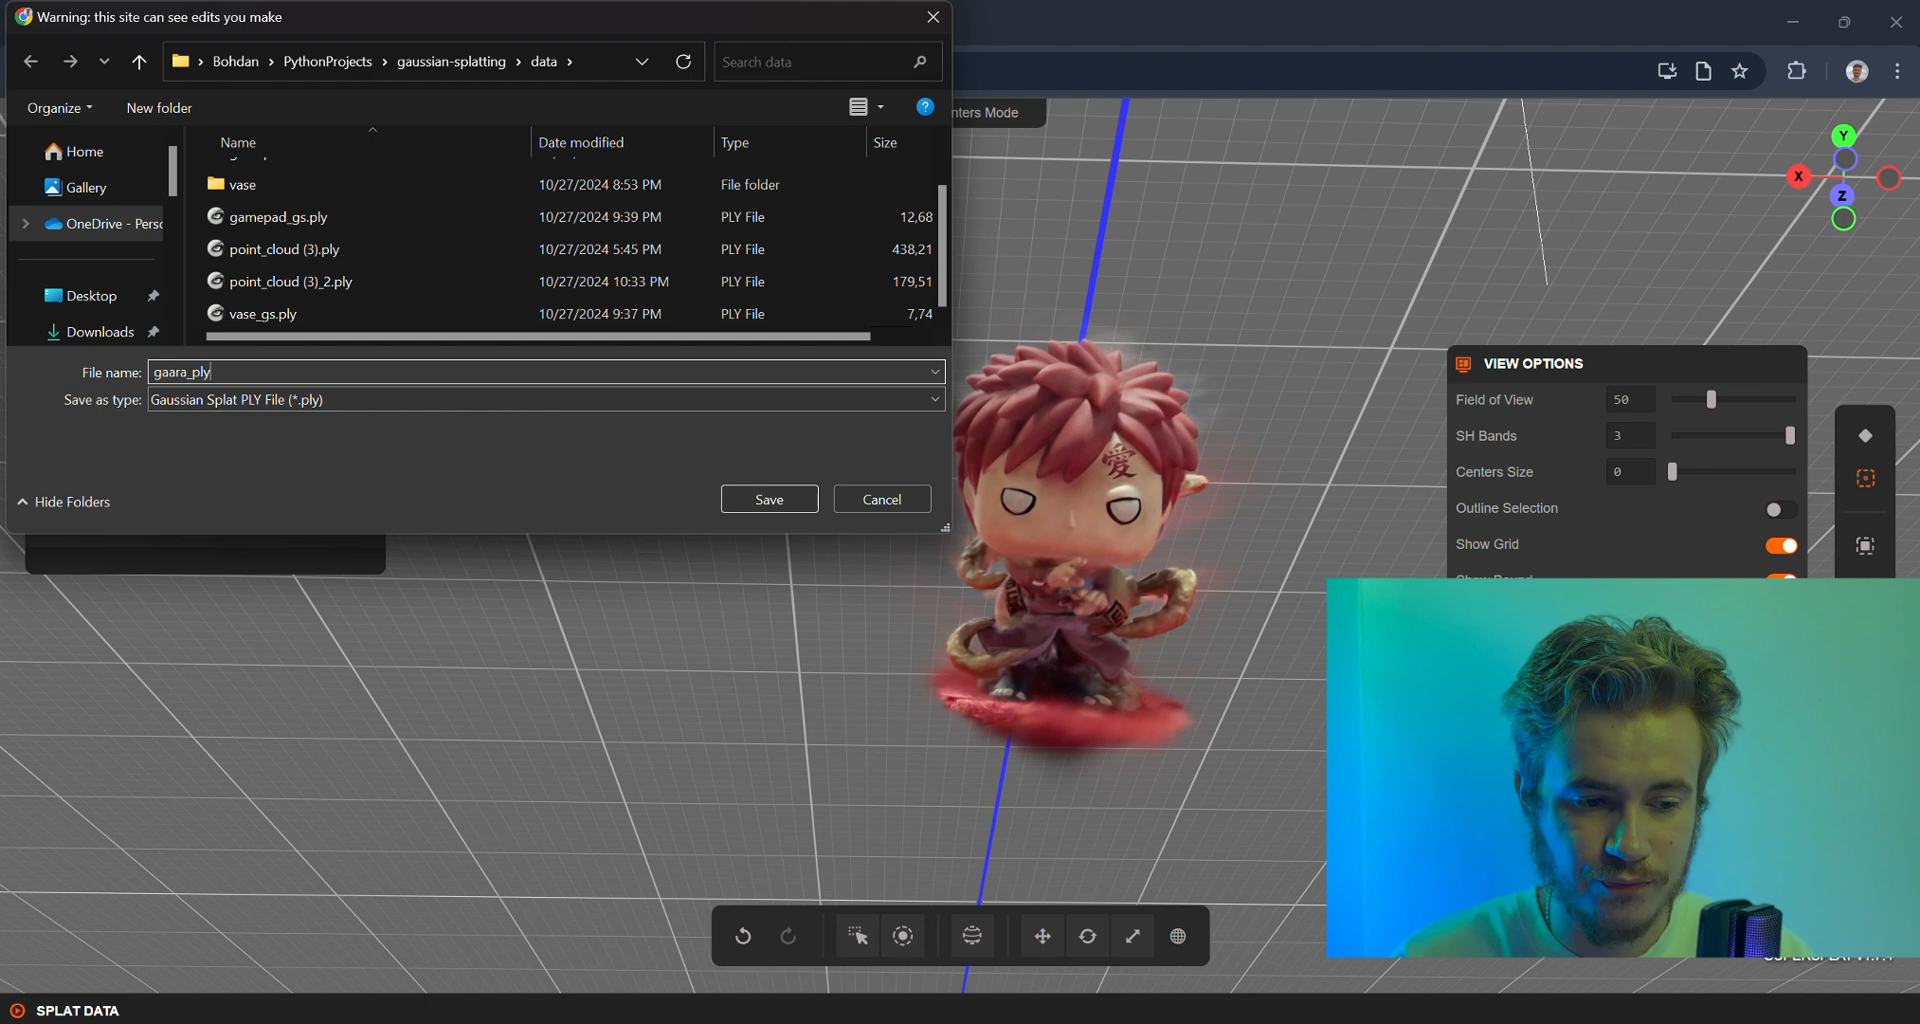 Warning: this site can see edits you make
Bohdan > PythonProjects > gaussian-splatting > data >
Search data
Organize
New folder
nters Mode
Name
Date modified
Type
Size
Home
Gallery
OneDrive - Perso
Desktop
Downloads
vase 10/27/2024 8:53 PM File folder
gamepad_gs.ply 10/27/2024 9:39 PM PLY File 12,68
point_cloud (3).ply 10/27/2024 5:45 PM PLY File 438,21
point_cloud (3)_2.ply 10/27/2024 10:33 PM PLY File 179,51
vase_gs.ply 10/27/2024 9:37 PM PLY File 7,74
File name: gaara_ply
Save as type: Gaussian Splat PLY File (*.ply)
Hide Folders
Save
Cancel
Y
X
Z
愛
VIEW OPTIONS
Field of View 50
SH Bands 3
Centers Size 0
Outline Selection
Show Grid
SPLAT DATA